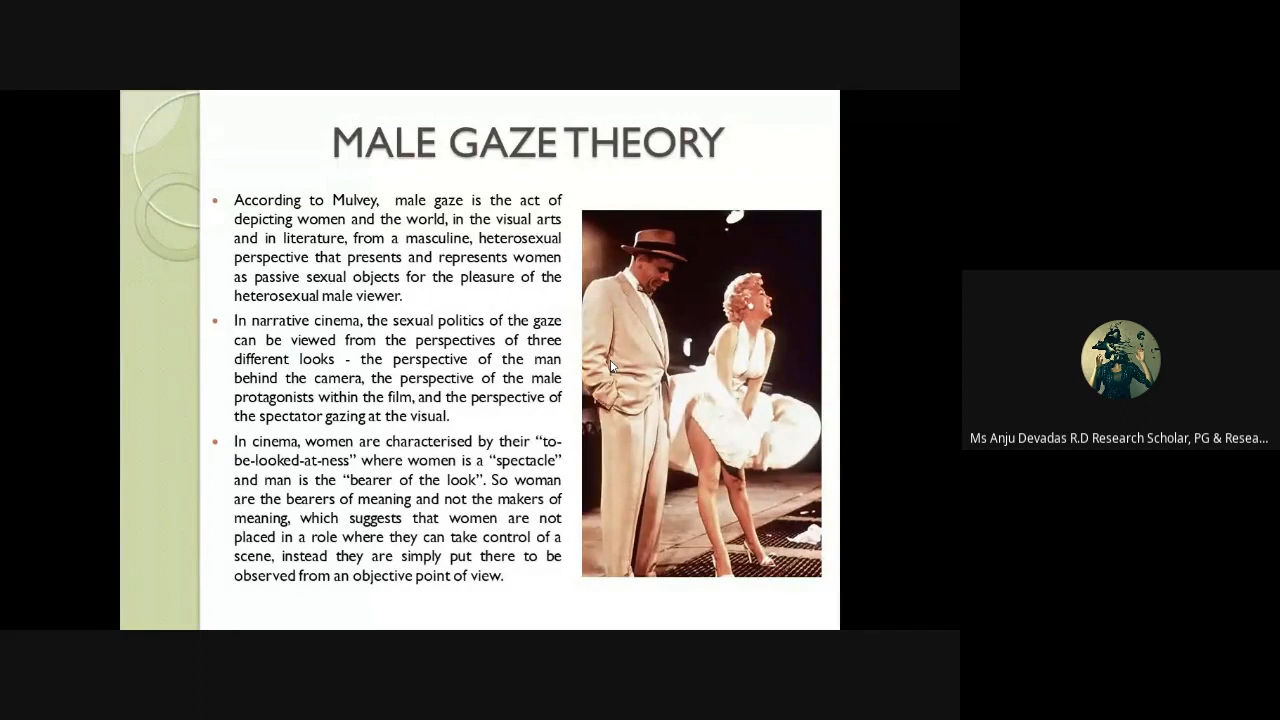 MALE GAZE THEORY
• According to Mulvey, male gaze is the act of
depicting women and the world, in the visual arts
and in literature, from a masculine, heterosexual
perspective that presents and represents women
as passive sexual objects for the pleasure of the
heterosexual male viewer.
• In narrative cinema, the sexual politics of the gaze
can be viewed from the perspectives of three
different looks - the perspective of the man
behind the camera, the perspective of the male
protagonists within the film, and the perspective of
the spectator gazing at the visual.
• In cinema, women are characterised by their “to-
be-looked-at-ness” where women is a “spectacle”
and man is the “bearer of the look”. So woman
are the bearers of meaning and not the makers of
meaning, which suggests that women are not
placed in a role where they can take control of a
scene, instead they are simply put there to be
observed from an objective point of view.
Ms Anju Devadas R.D Research Scholar, PG & Resea...